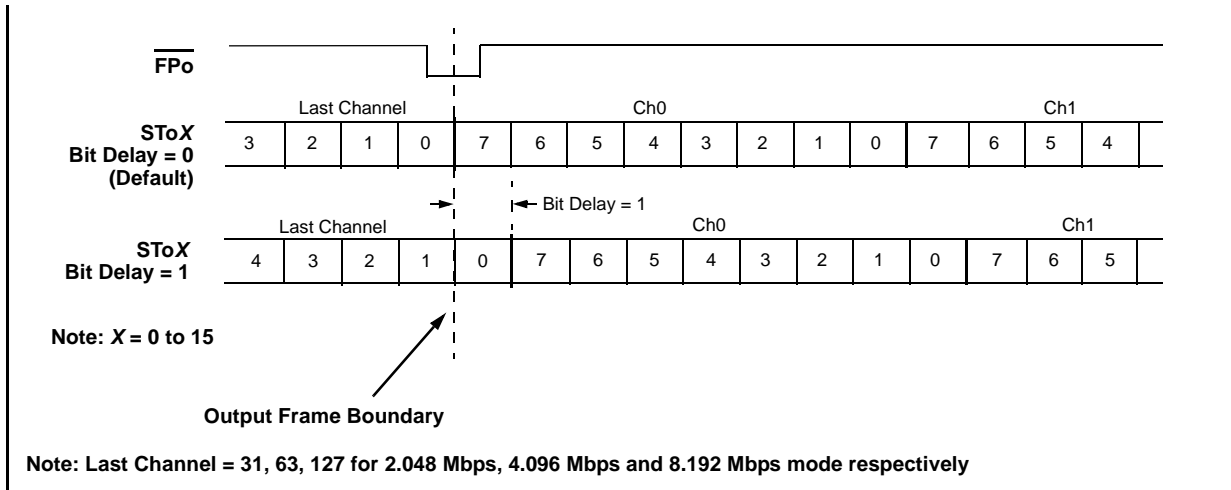 FPo
Last Channel Ch0 Ch1
SToX
Bit Delay = 0
(Default)
3 2 1 0 7 6 5 4 3 2 1 0 7 6 5 4
Bit Delay = 1
Last Channel Ch0 Ch1
SToX
Bit Delay = 1
4 3 2 1 0 7 6 5 4 3 2 1 0 7 6 5
Note: X = 0 to 15
Output Frame Boundary
Note: Last Channel = 31, 63, 127 for 2.048 Mbps, 4.096 Mbps and 8.192 Mbps mode respectively